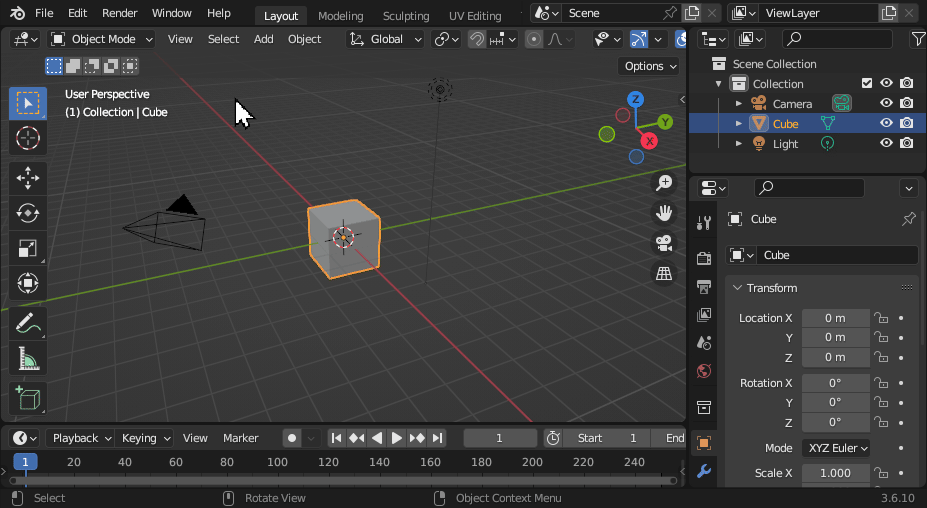 File Edit Render Window Help Layout Modeling Sculpting UV Editing Scene ViewLayer
Object Mode View Select Add Object Global
Options
User Perspective
(1) Collection | Cube
Z
Y
X
Scene Collection
Collection
Camera
Cube
Light
Cube
Cube
Transform
Location X 0 m
Y 0 m
Z 0 m
Rotation X 0°
Y 0°
Z 0°
Mode XYZ Euler
Scale X 1.000
Playback Keying View Marker 1 Start 1 End
1 20 40 60 80 100 120 140 160 180 200 220 240
Select Rotate View Object Context Menu 3.6.10